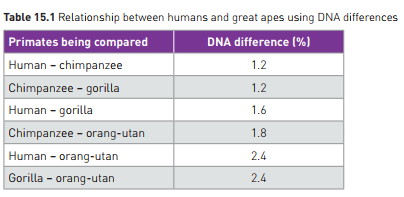 Table 15.1 Relationship between humans and great apes using DNA differences
Primates being compared DNA difference (%)
Human – chimpanzee 1.2
Chimpanzee – gorilla 1.2
Human – gorilla 1.6
Chimpanzee – orang-utan 1.8
Human – orang-utan 2.4
Gorilla – orang-utan 2.4